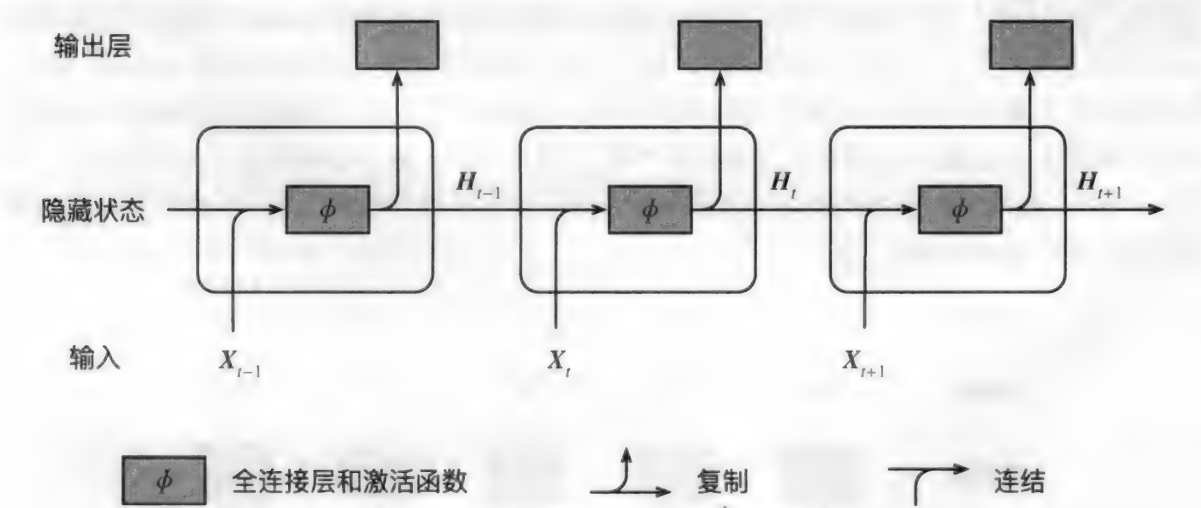 输出层
隐藏状态 ϕ H_{t-1} ϕ H_t ϕ H_{t+1}
输入 X_{t-1} X_t X_{t+1}
ϕ 全连接层和激活函数 复制 连结